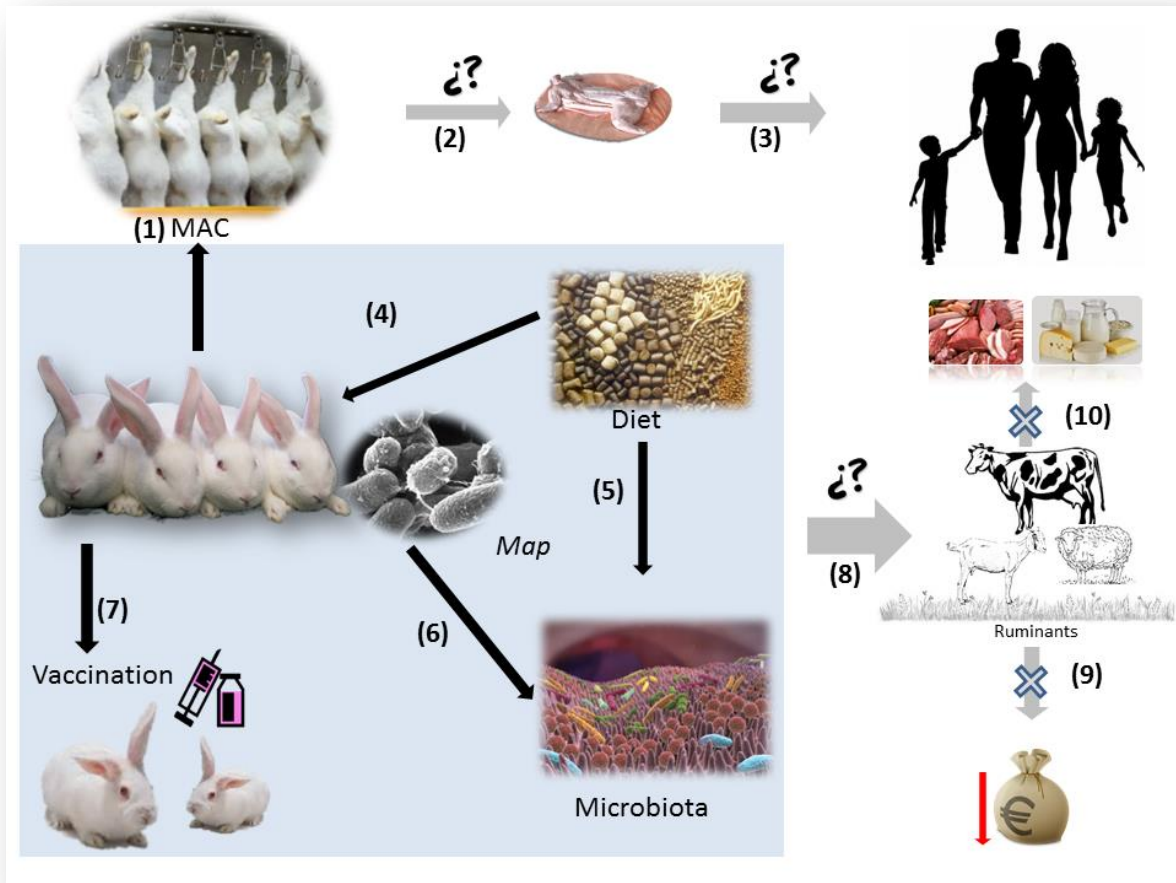 ¿?
¿?
(2)
(3)
(1) MAC
(4)
Diet
(10)
(5)
¿?
Map
(8)
(7)
(6)
Ruminants
Vaccination
(9)
€
Microbiota